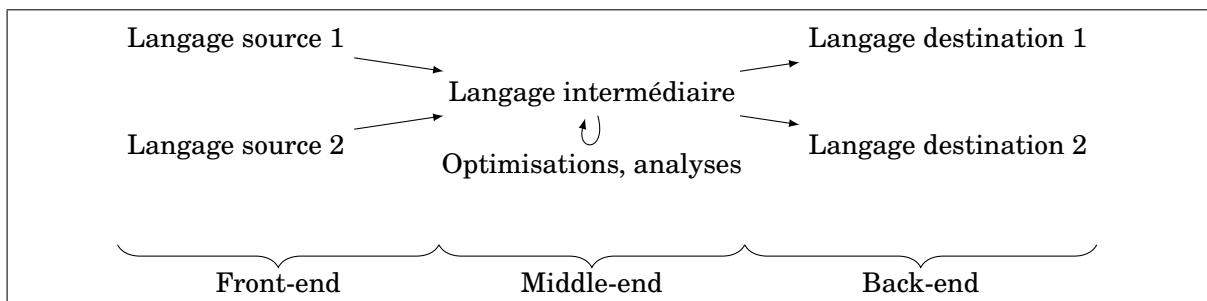 Langage source 1
Langage destination 1
Langage intermédiaire
Langage source 2
Langage destination 2
Optimisations, analyses
Front-end
Middle-end
Back-end